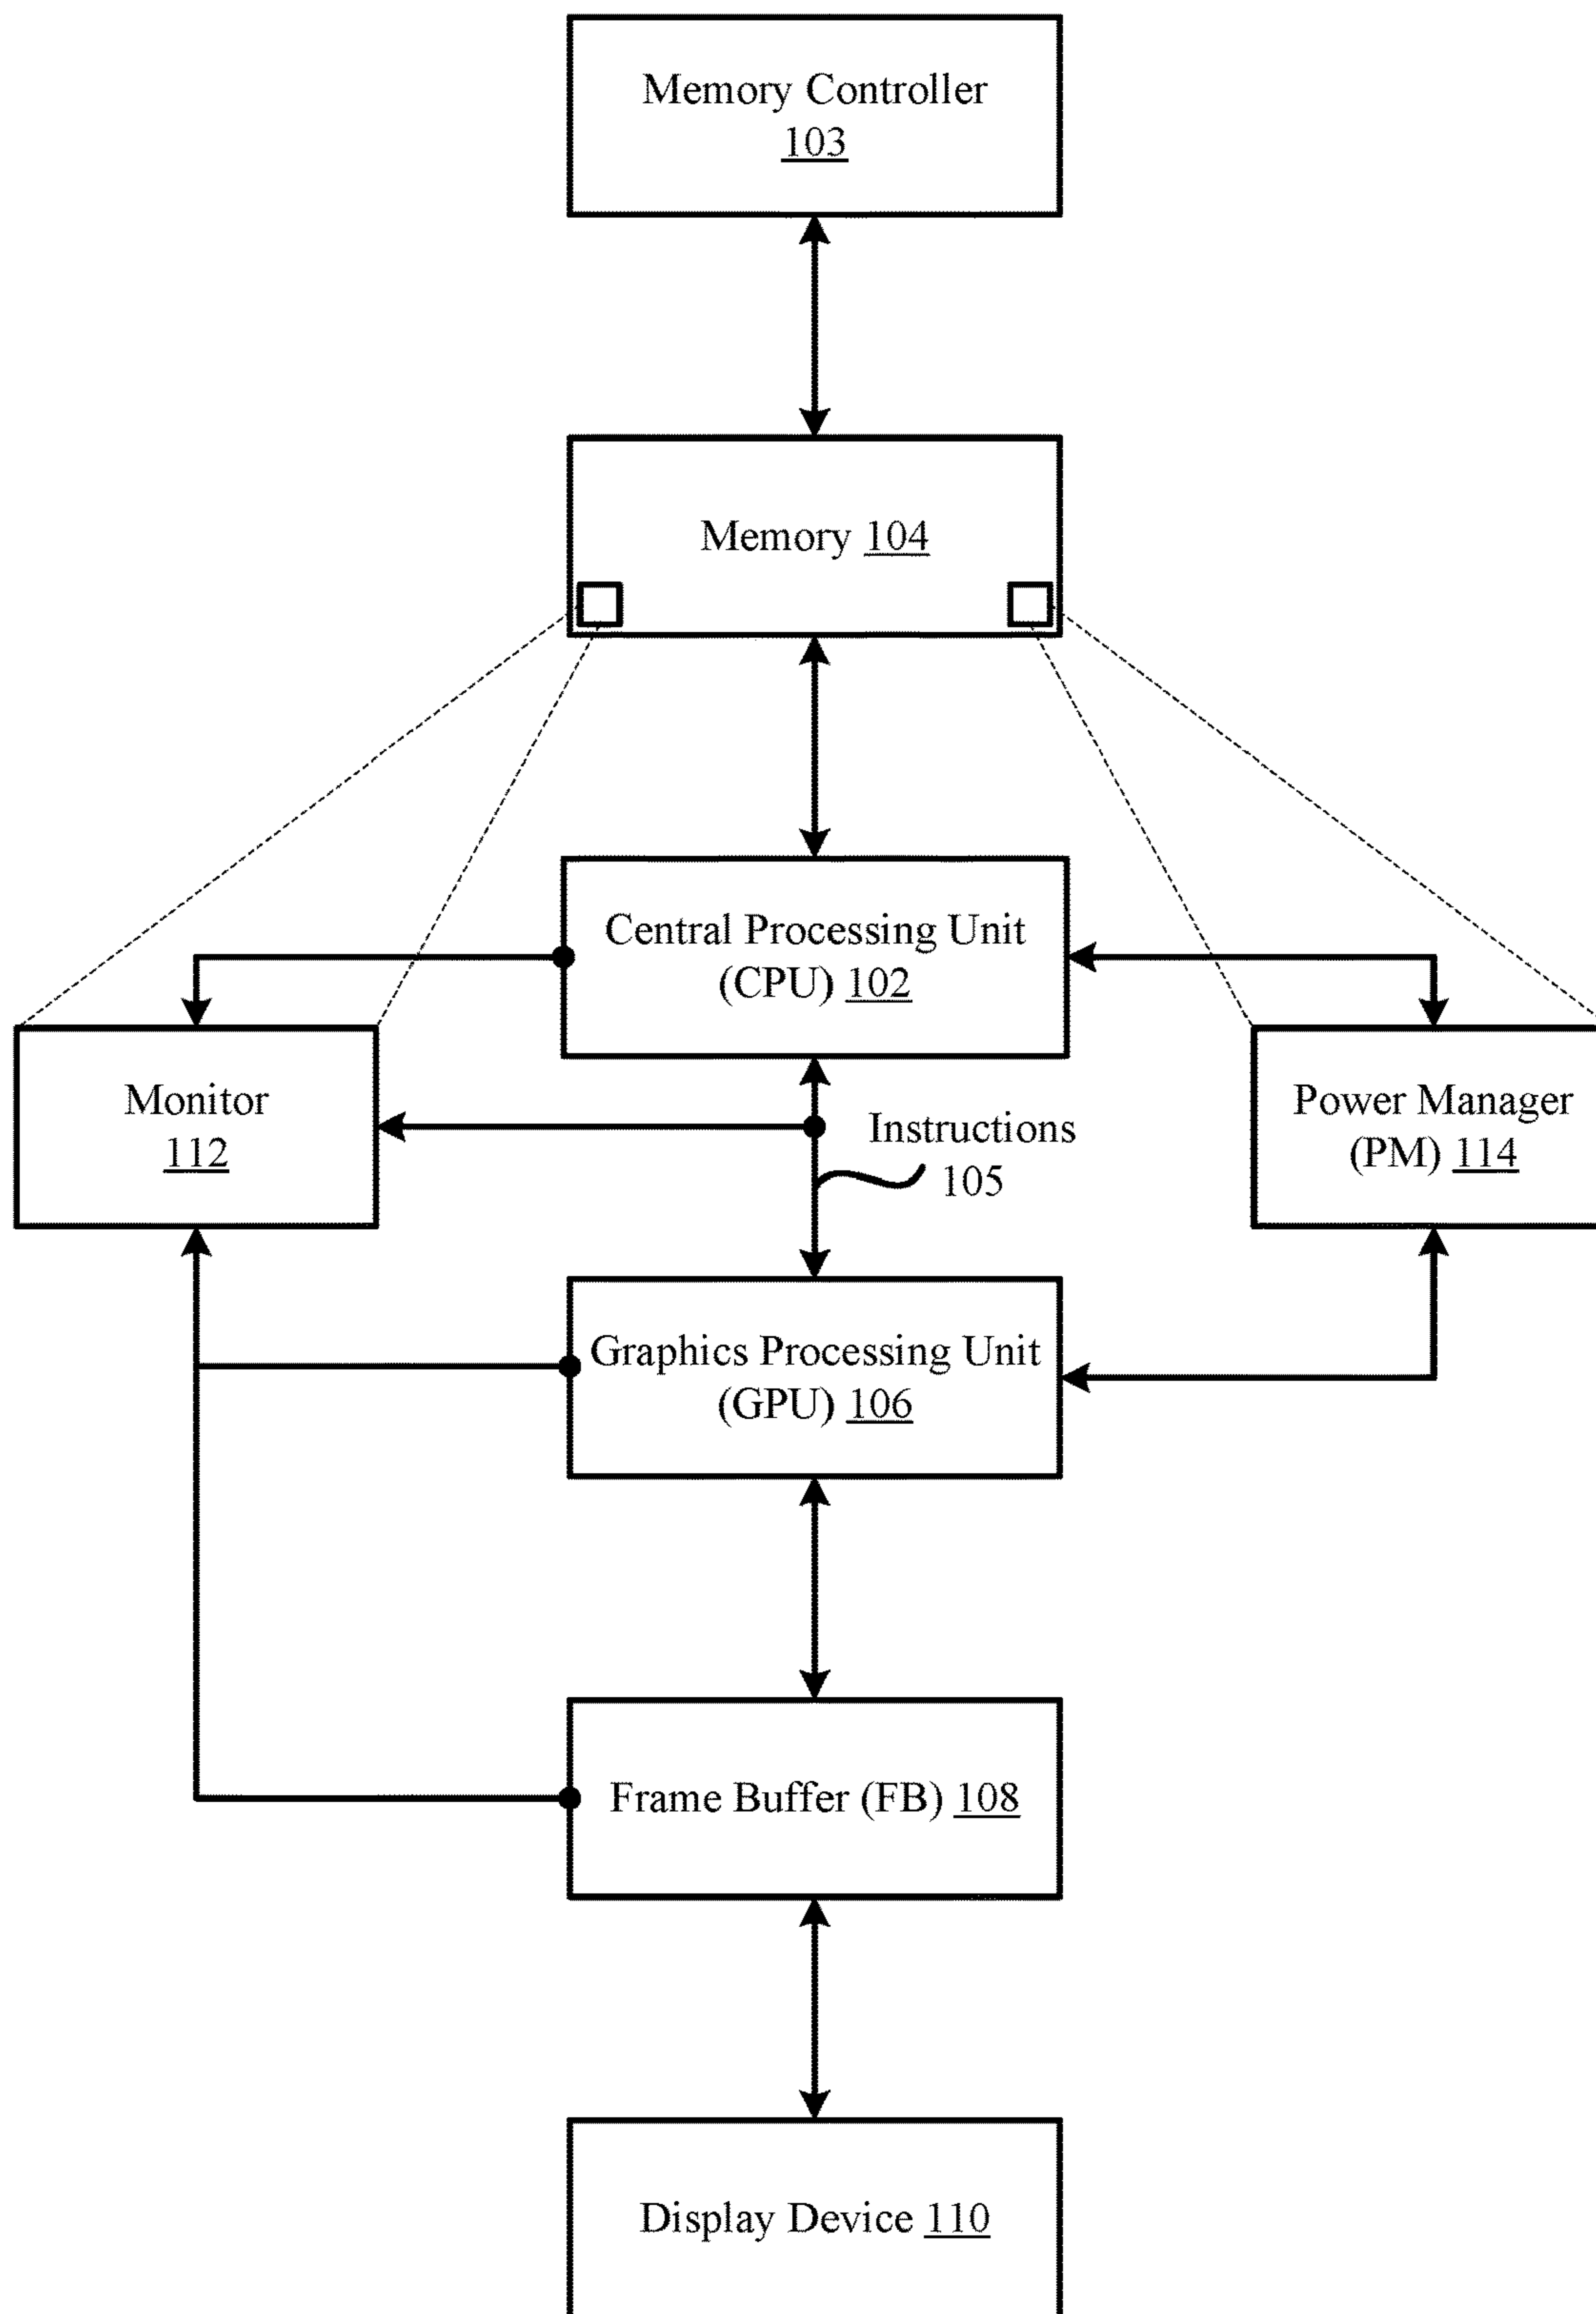 Memory Controller
103
Memory 104
Central Processing Unit
(CPU) 102
Monitor
112
Instructions
105
Power Manager
(PM) 114
Graphics Processing Unit
(GPU) 106
Frame Buffer (FB) 108
Display Device 110